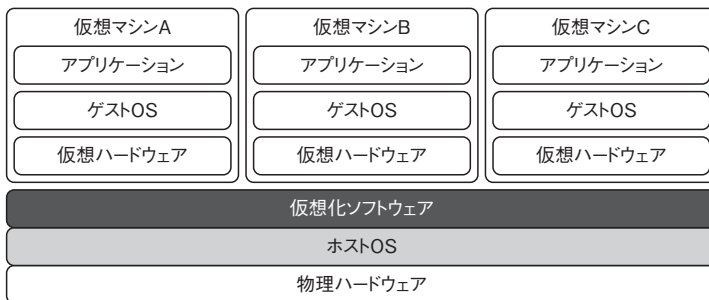 仮想マシンA
アプリケーション
ゲストOS
仮想ハードウェア
仮想マシンB
アプリケーション
ゲストOS
仮想ハードウェア
仮想マシンC
アプリケーション
ゲストOS
仮想ハードウェア
仮想化ソフトウェア
ホストOS
物理ハードウェア